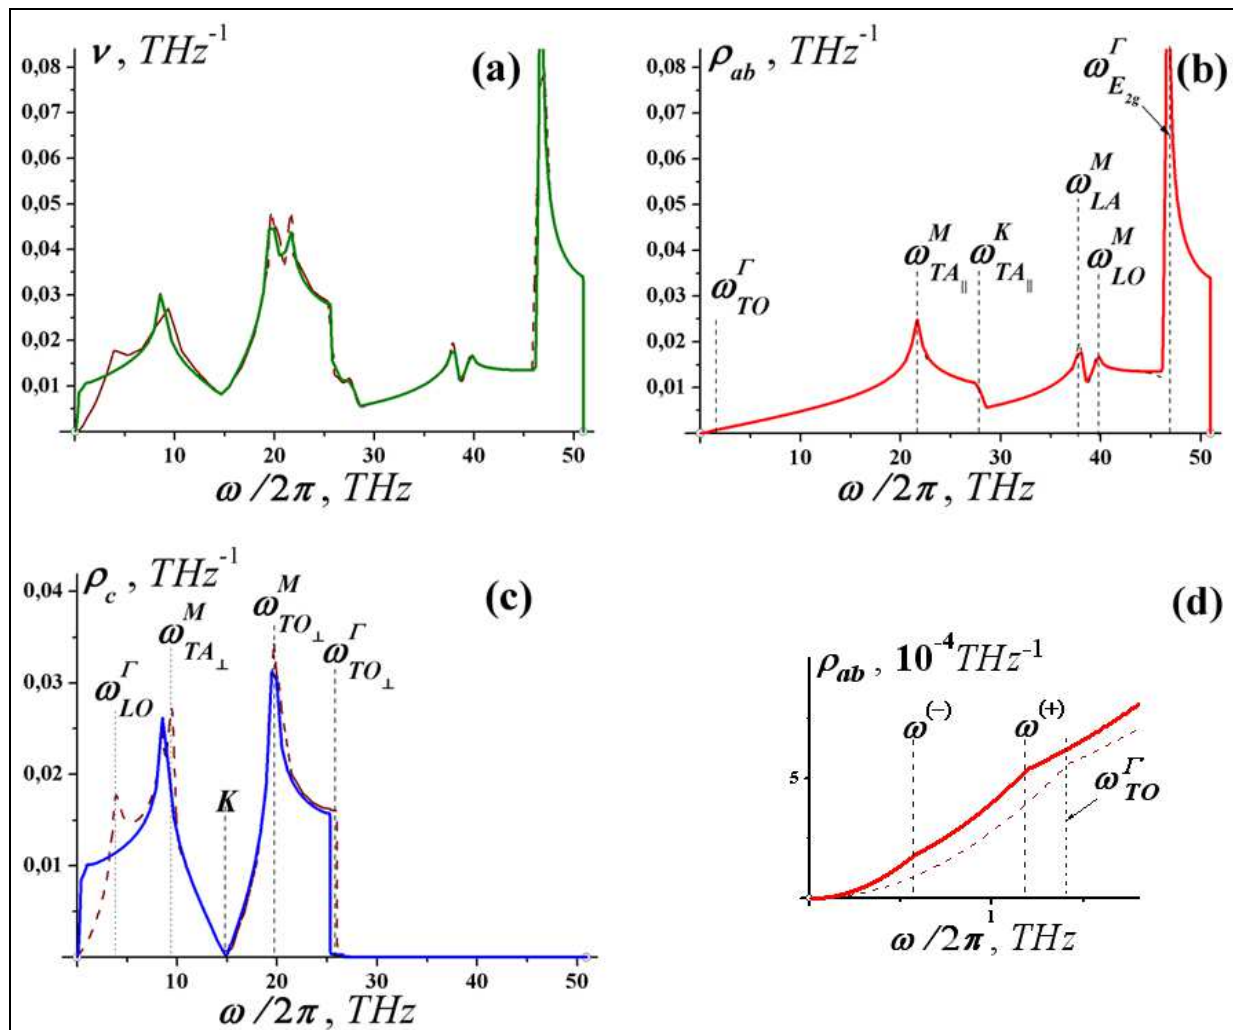 ν , THz⁻¹
(a)
0,08
0,07
0,06
0,05
0,04
0,03
0,02
0,01
10 20 30 40 50
ω/2π, THz
ρ_ab , THz⁻¹
(b)
0,08
0,07
0,06
0,05
0,04
0,03
0,02
0,01
ω^Γ_E₂g
ω^M_LA
ω^M_LO
ω^M_TA∥
ω^K_TA∥
ω^Γ_TO
10 20 30 40 50
ω/2π, THz
ρ_c , THz⁻¹
(c)
0,04
0,03
0,02
0,01
ω^Γ_LO
ω^M_TA⊥
K
ω^M_TO⊥
ω^Γ_TO⊥
10 20 30 40 50
ω/2π, THz
(d)
ρ_ab, 10⁻⁴THz⁻¹
ω⁽⁻⁾ ω⁽⁺⁾
5
ω^Γ_TO
1
ω/2π, THz